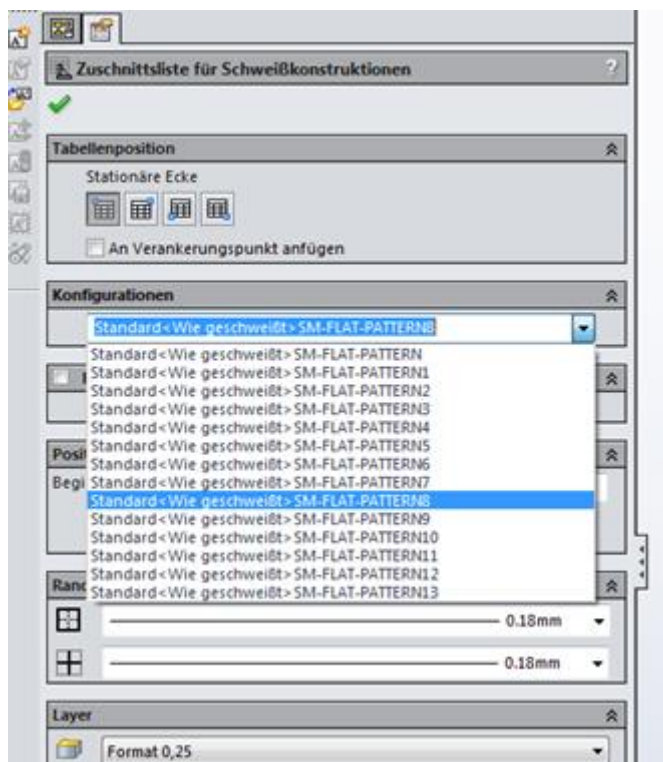 Zuschnittsliste für Schweißkonstruktionen ?
Tabellenposition
Stationäre Ecke
An Verankerungspunkt anfügen
Konfigurationen
Standard<Wie geschweißt>SM-FLAT-PATTERN8
Standard<Wie geschweißt>SM-FLAT-PATTERN
Standard<Wie geschweißt>SM-FLAT-PATTERN1
Standard<Wie geschweißt>SM-FLAT-PATTERN2
Standard<Wie geschweißt>SM-FLAT-PATTERN3
Standard<Wie geschweißt>SM-FLAT-PATTERN4
Standard<Wie geschweißt>SM-FLAT-PATTERN5
Standard<Wie geschweißt>SM-FLAT-PATTERN6
Posi
Standard<Wie geschweißt>SM-FLAT-PATTERN7
Begi
Standard<Wie geschweißt>SM-FLAT-PATTERN8
Standard<Wie geschweißt>SM-FLAT-PATTERN9
Standard<Wie geschweißt>SM-FLAT-PATTERN10
Standard<Wie geschweißt>SM-FLAT-PATTERN11
Standard<Wie geschweißt>SM-FLAT-PATTERN12
Ranc
Standard<Wie geschweißt>SM-FLAT-PATTERN13
0.18mm
0.18mm
Layer
Format 0,25